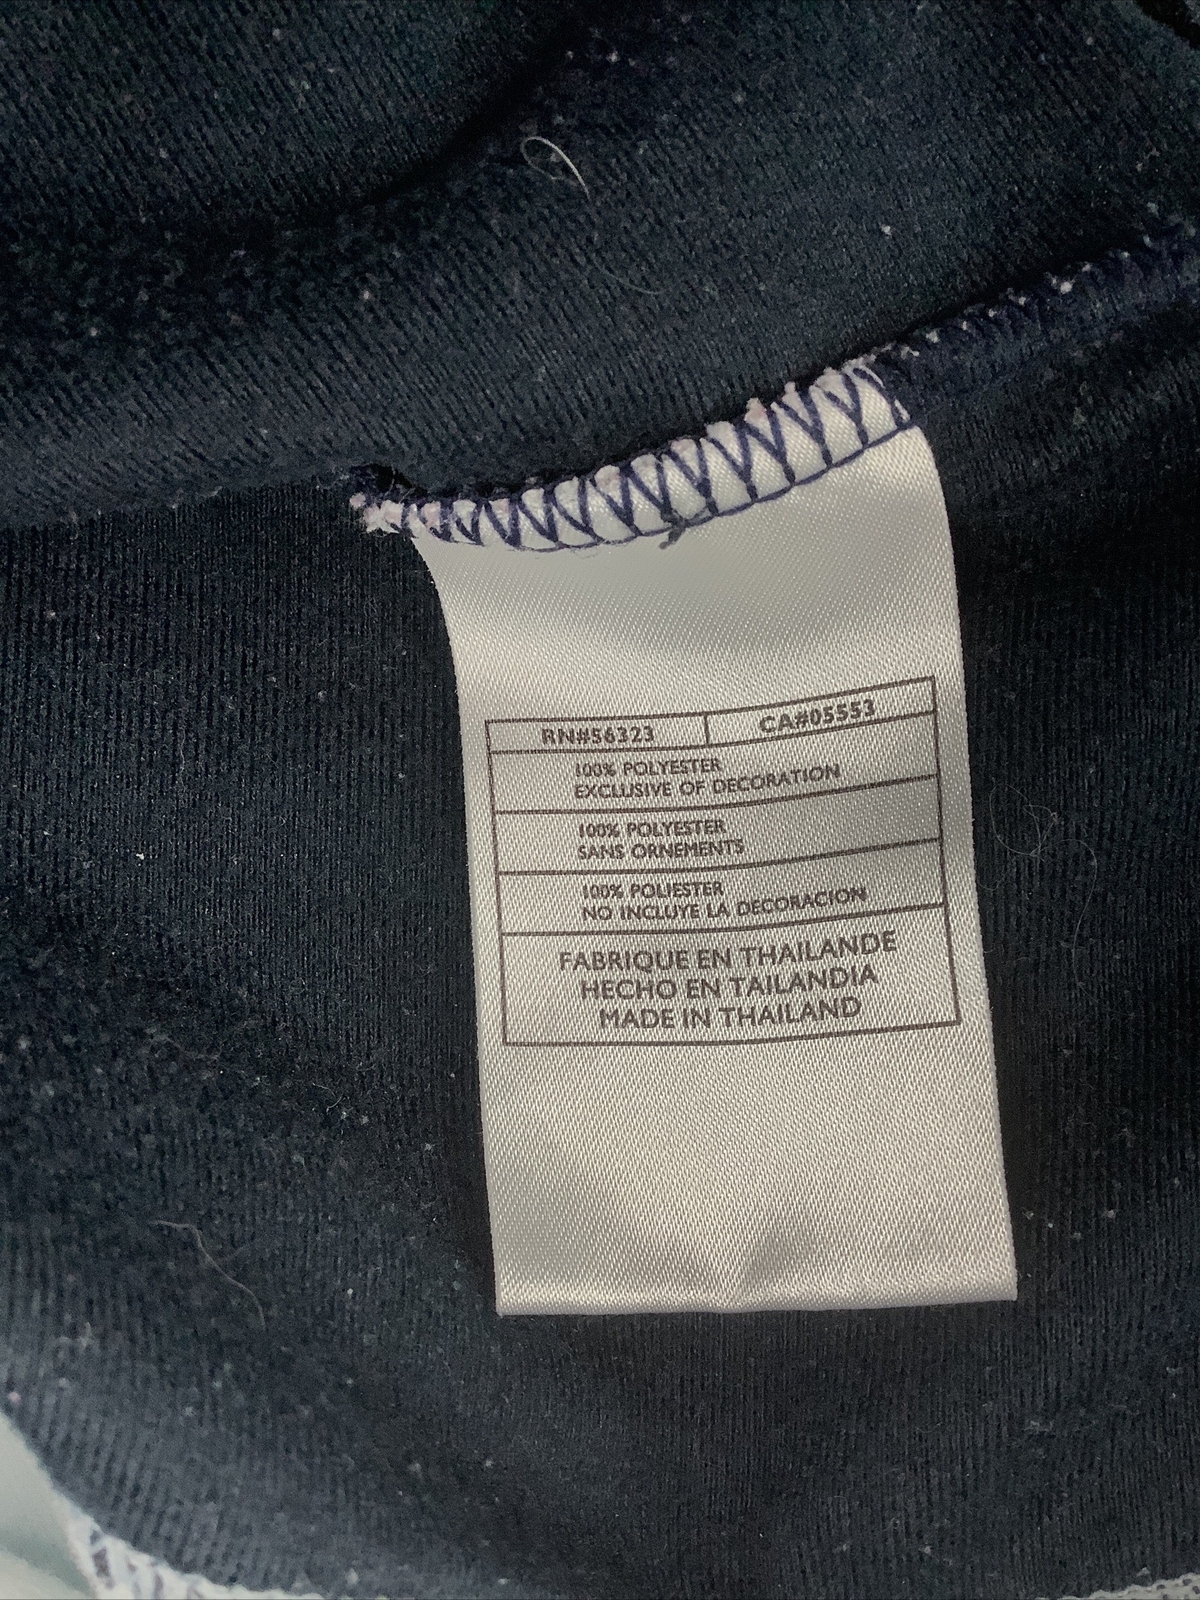 RN#56323 CA#05553
100% POLYESTER
EXCLUSIVE OF DECORATION
100% POLYESTER
SANS ORNEMENTS
100% POLIESTER
NO INCLUYE LA DECORACION
FABRIQUE EN THAILANDE
HECHO EN TAILANDIA
MADE IN THAILAND